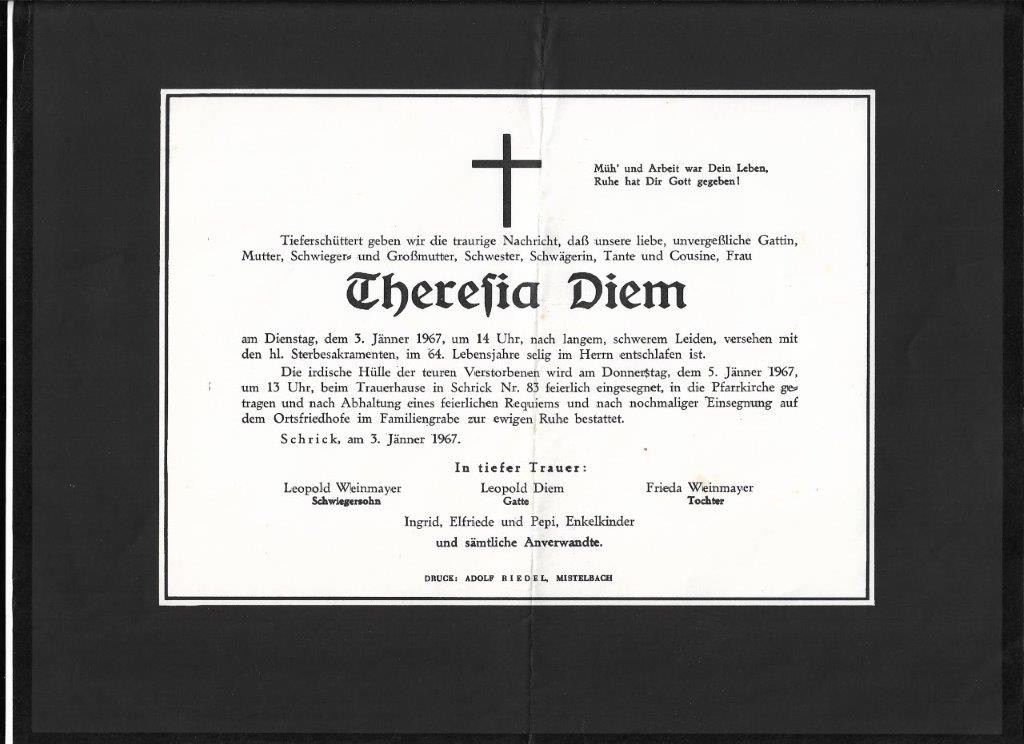 Müh' und Arbeit war Dein Leben,
Ruhe hat Dir Gott gegeben!
Tieferschüttert geben wir die traurige Nachricht, daß unsere liebe, unvergeßliche Gattin,
Mutter, Schwieger- und Großmutter, Schwester, Schwägerin, Tante und Cousine, Frau
Theresia Diem
am Dienstag, dem 3. Jänner 1967, um 14 Uhr, nach langem, schwerem Leiden, versehen mit
den hl. Sterbesakramenten, im 64. Lebensjahre selig im Herrn entschlafen ist.
Die irdische Hülle der teuren Verstorbenen wird am Donnerstag, dem 5. Jänner 1967,
um 13 Uhr, beim Trauerhause in Schrick Nr. 83 feierlich eingesegnet, in die Pfarrkirche ge-
tragen und nach Abhaltung eines feierlichen Requiems und nach nochmaliger Einsegnung auf
dem Ortsfriedhofe im Familiengrabe zur ewigen Ruhe bestattet.
Schrick, am 3. Jänner 1967.
In tiefer Trauer:
Leopold Weinmayer Leopold Diem Frieda Weinmayer
Schwiegersohn Gatte Tochter
Ingrid, Elfriede und Pepi, Enkelkinder
und sämtliche Anverwandte.
DRUCK: ADOLF RIEDEL, MISTELBACH